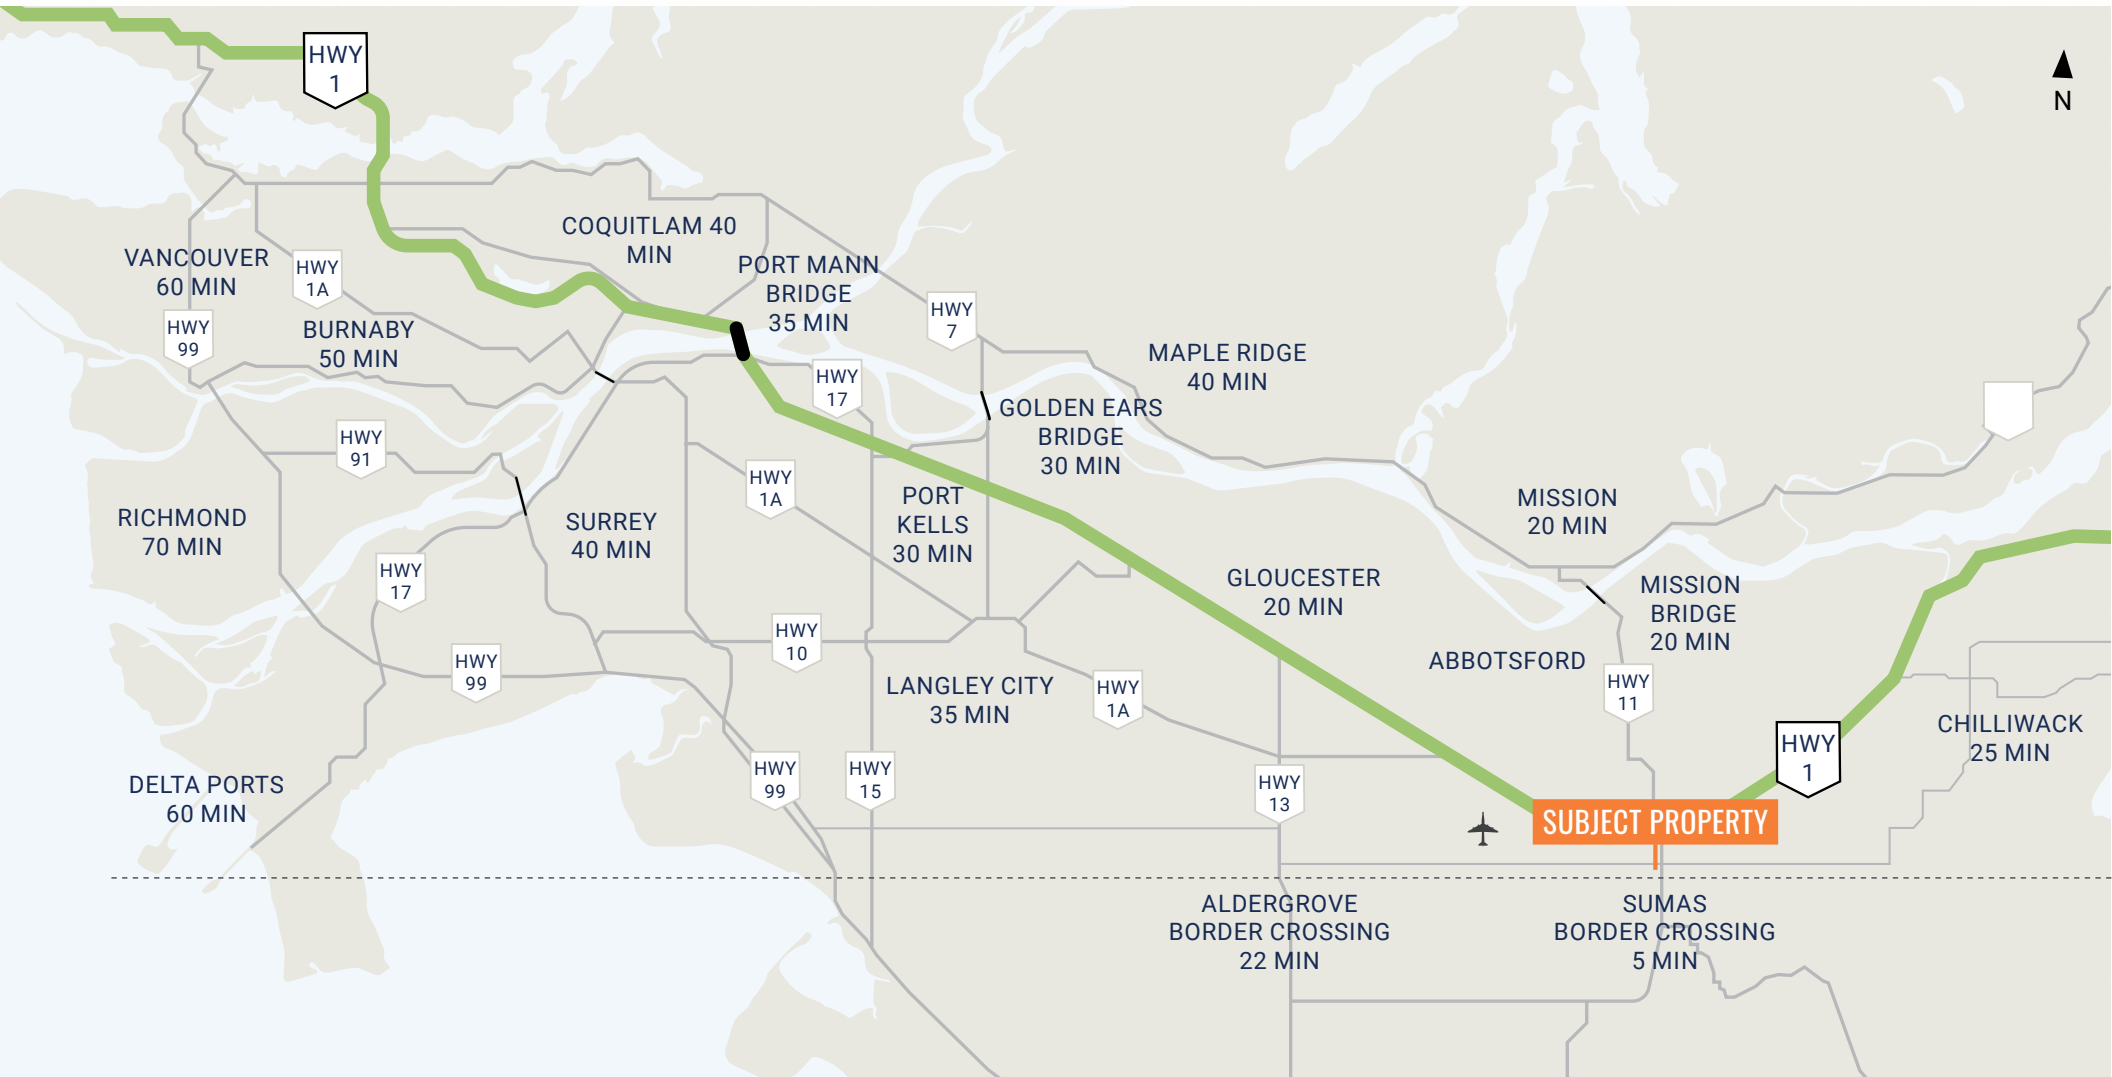 HWY
1
N
COQUITLAM 40
MIN
VANCOUVER
60 MIN
HWY
1A
PORT MANN
BRIDGE
35 MIN
HWY
7
HWY
99
BURNABY
50 MIN
MAPLE RIDGE
40 MIN
HWY
17
GOLDEN EARS
BRIDGE
30 MIN
HWY
91
HWY
1A
PORT
KELLS
30 MIN
MISSION
20 MIN
RICHMOND
70 MIN
SURREY
40 MIN
HWY
17
GLOUCESTER
20 MIN
MISSION
BRIDGE
20 MIN
HWY
10
HWY
99
ABBOTSFORD
HWY
11
LANGLEY CITY
35 MIN
HWY
1A
CHILLIWACK
25 MIN
HWY
1
DELTA PORTS
60 MIN
HWY
99
HWY
15
HWY
13
SUBJECT PROPERTY
ALDERGROVE
BORDER CROSSING
22 MIN
SUMAS
BORDER CROSSING
5 MIN